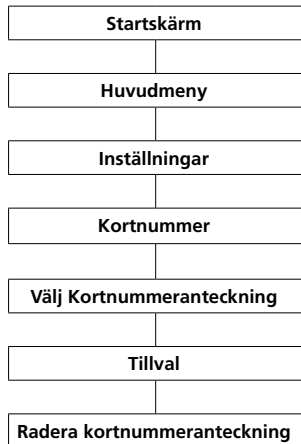 Startskärm
Huvudmeny
Inställningar
Kortnummer
Välj Kortnummeranteckning
Tillval
Radera kortnummeranteckning